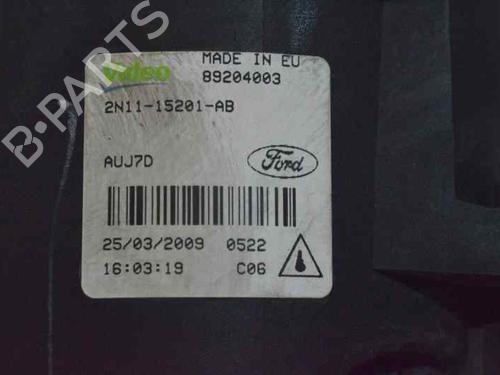 Valeo
MADE IN EU
89204003
2N11-15201-AB
AUJ7D
Ford
25/03/2009 0522
16:03:19 C06
B-PARTS